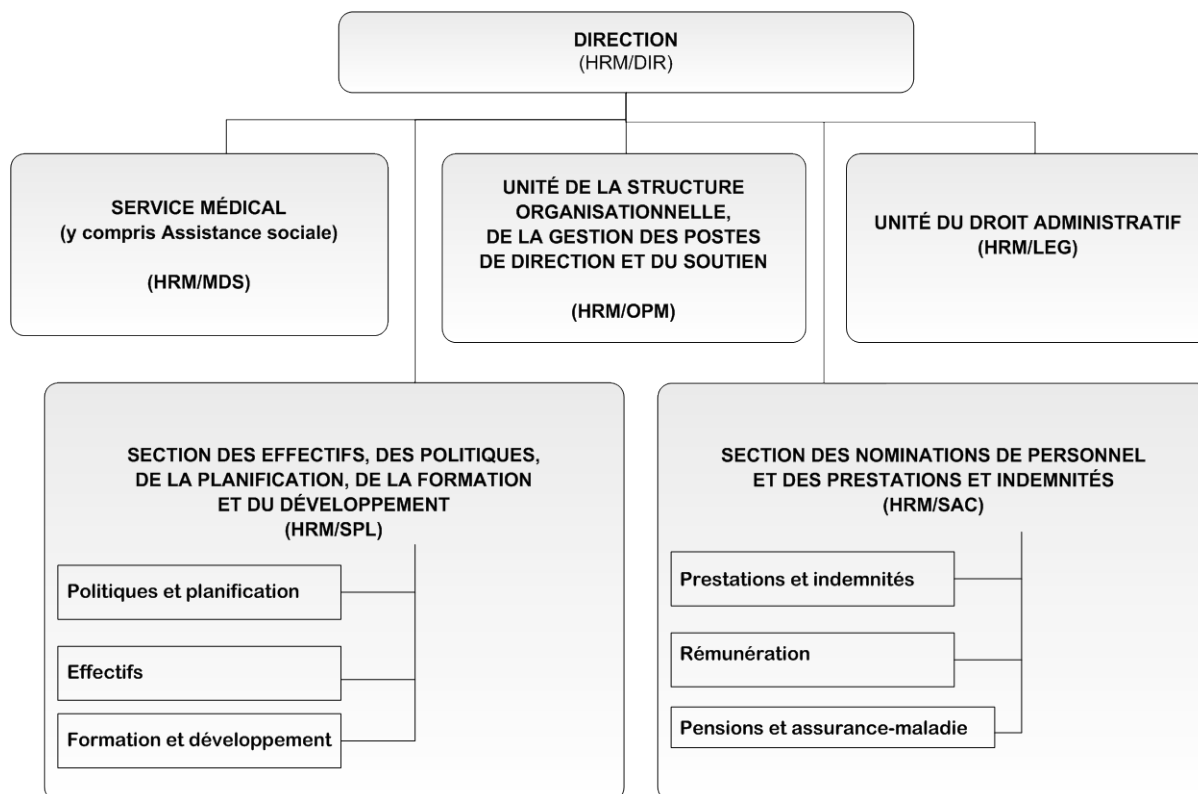 DIRECTION
(HRM/DIR)
SERVICE MÉDICAL
(y compris Assistance sociale)
(HRM/MDS)
UNITÉ DE LA STRUCTURE
ORGANISATIONNELLE,
DE LA GESTION DES POSTES
DE DIRECTION ET DU SOUTIEN
(HRM/OPM)
UNITÉ DU DROIT ADMINISTRATIF
(HRM/LEG)
SECTION DES EFFECTIFS, DES POLITIQUES,
DE LA PLANIFICATION, DE LA FORMATION
ET DU DÉVELOPPEMENT
(HRM/SPL)
Politiques et planification
Effectifs
Formation et développement
SECTION DES NOMINATIONS DE PERSONNEL
ET DES PRESTATIONS ET INDEMNITÉS
(HRM/SAC)
Prestations et indemnités
Rémunération
Pensions et assurance-maladie